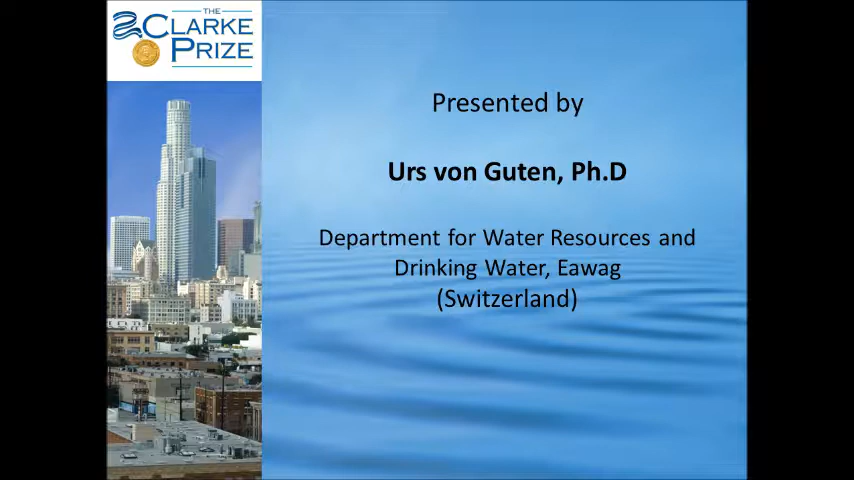 THE
CLARKE
PRIZE
Presented by
Urs von Guten, Ph.D
Department for Water Resources and
Drinking Water, Eawag
(Switzerland)